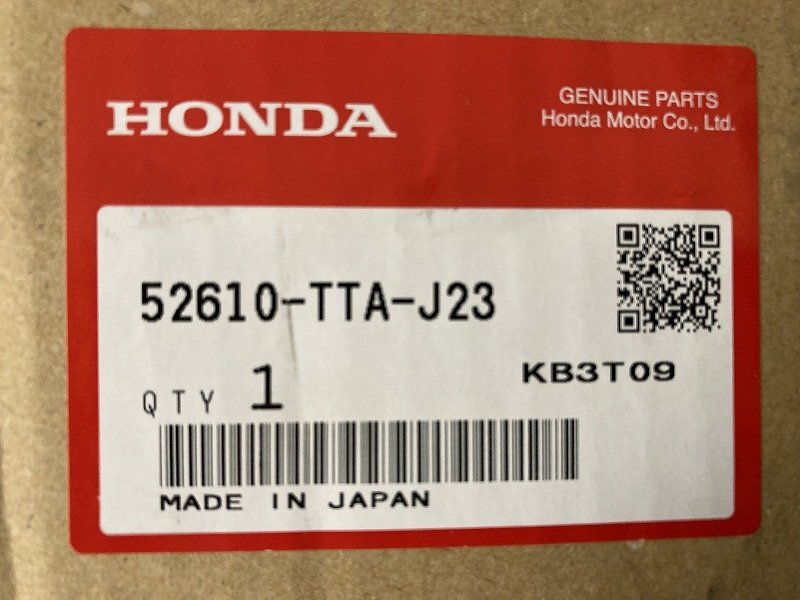 HONDA
GENUINE PARTS
Honda Motor Co., Ltd.
52610-TTA-J23
QTY 1
KB3T09
MADE IN JAPAN